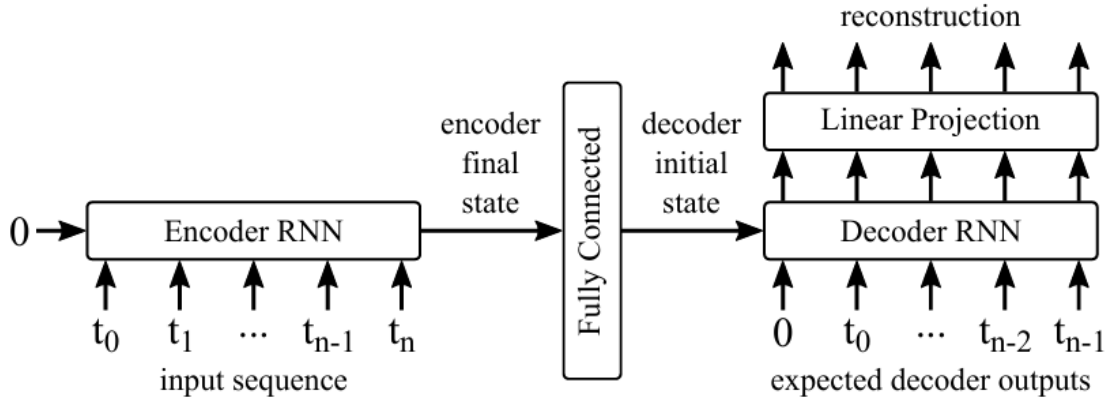 reconstruction
Linear Projection
encoder
final
state
decoder
initial
state
Fully Connected
0
Encoder RNN
Decoder RNN
t0 t1 ... tn-1 tn
0 t0 ... tn-2 tn-1
input sequence
expected decoder outputs